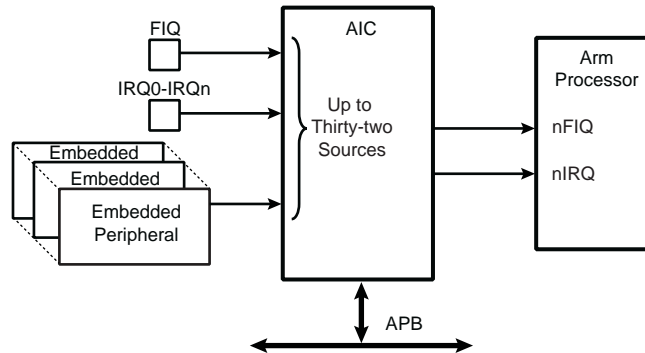 FIQ
IRQ0-IRQn
Embedded
Embedded
Embedded
Peripheral
AIC
Up to
Thirty-two
Sources
Arm
Processor
nFIQ
nIRQ
APB